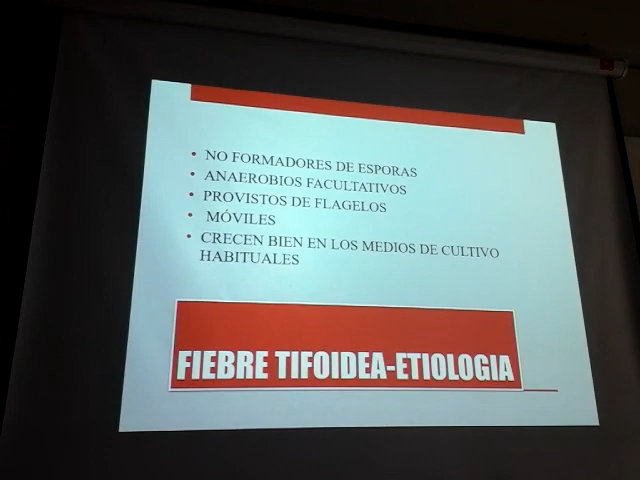 • NO FORMADORES DE ESPORAS
• ANAEROBIOS FACULTATIVOS
• PROVISTOS DE FLAGELOS
• MÓVILES
• CRECEN BIEN EN LOS MEDIOS DE CULTIVO
HABITUALES
FIEBRE TIFOIDEA-ETIOLOGIA